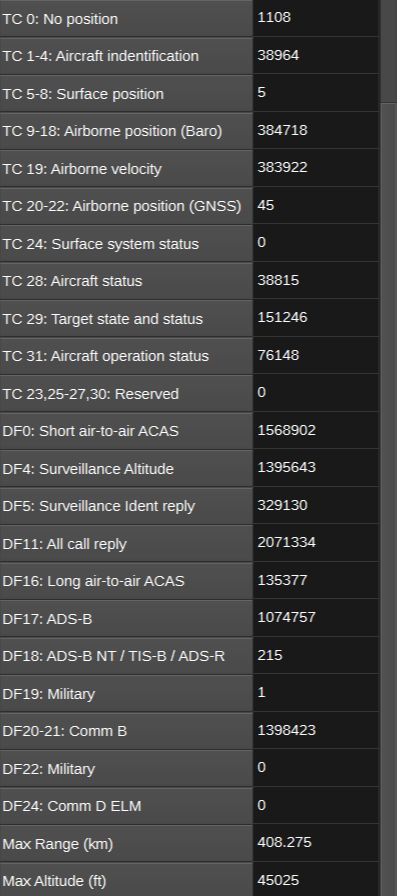 TC 0: No position 1108
TC 1-4: Aircraft indentification 38964
TC 5-8: Surface position 5
TC 9-18: Airborne position (Baro) 384718
TC 19: Airborne velocity 383922
TC 20-22: Airborne position (GNSS) 45
TC 24: Surface system status 0
TC 28: Aircraft status 38815
TC 29: Target state and status 151246
TC 31: Aircraft operation status 76148
TC 23,25-27,30: Reserved 0
DF0: Short air-to-air ACAS 1568902
DF4: Surveillance Altitude 1395643
DF5: Surveillance Ident reply 329130
DF11: All call reply 2071334
DF16: Long air-to-air ACAS 135377
DF17: ADS-B 1074757
DF18: ADS-B NT / TIS-B / ADS-R 215
DF19: Military 1
DF20-21: Comm B 1398423
DF22: Military 0
DF24: Comm D ELM 0
Max Range (km) 408.275
Max Altitude (ft) 45025